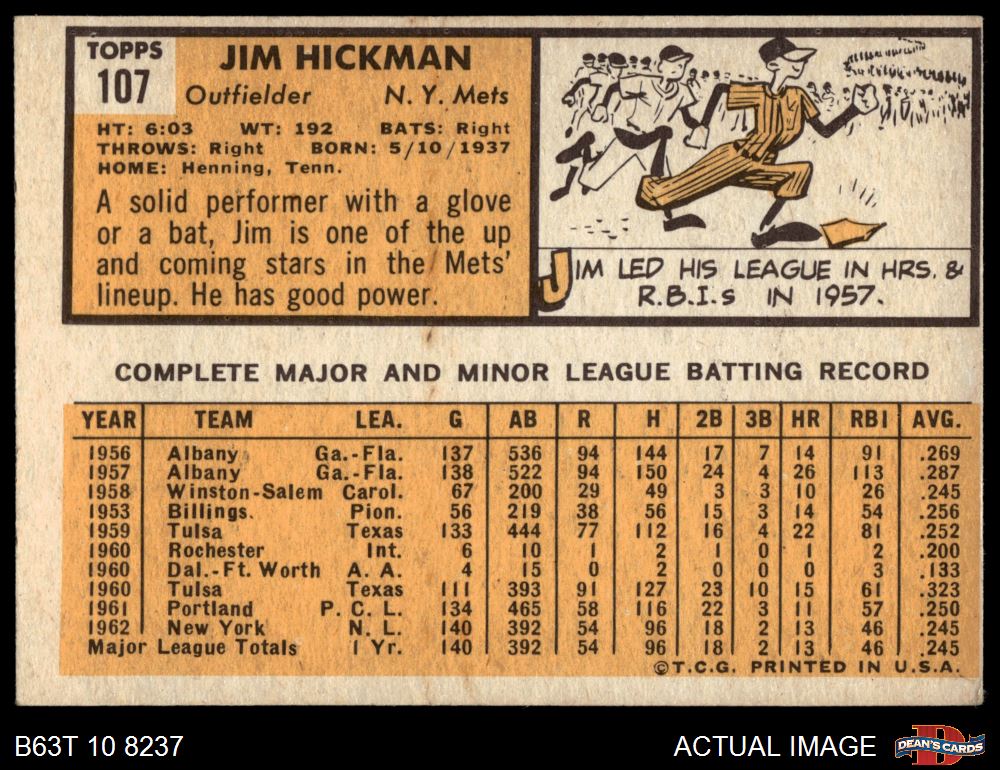 TOPPS
107
JIM HICKMAN
Outfielder N. Y. Mets
HT: 6:03 WT: 192 BATS: Right
THROWS: Right BORN: 5/10/1937
HOME: Henning, Tenn.
A solid performer with a glove
or a bat, Jim is one of the up
and coming stars in the Mets'
lineup. He has good power.
JIM LED HIS LEAGUE IN HRS. &
R.B.I.s IN 1957.
COMPLETE MAJOR AND MINOR LEAGUE BATTING RECORD
YEAR TEAM LEA. G AB R H 2B 3B HR RBI AVG.
1956 Albany Ga.-Fla. 137 536 94 144 17 7 14 91 .269
1957 Albany Ga.-Fla. 138 522 94 150 24 4 26 113 .287
1958 Winston-Salem Carol. 67 200 29 49 3 3 10 26 .245
1953 Billings. Pion. 56 219 38 56 15 3 14 54 .256
1959 Tulsa Texas 133 444 77 112 16 4 22 81 .252
1960 Rochester Int. 6 10 1 2 1 0 1 2 .200
1960 Dal.-Ft. Worth A. A. 4 15 0 2 0 0 0 3 .133
1960 Tulsa Texas 111 393 91 127 23 10 15 61 .323
1961 Portland P. C. L. 134 465 58 116 22 3 11 57 .250
1962 New York N. L. 140 392 54 96 18 2 13 46 .245
Major League Totals 1 Yr. 140 392 54 96 18 2 13 46 .245
©T.C.G. PRINTED IN U.S.A.
B63T 10 8237
ACTUAL IMAGE
DEAN'S CARDS